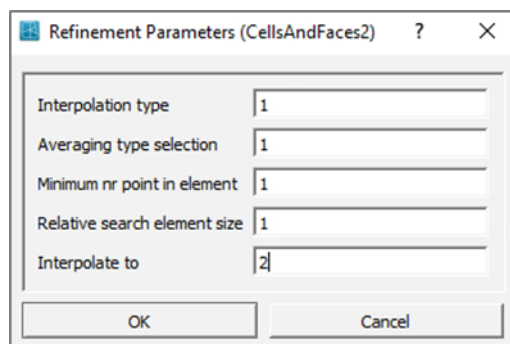 Refinement Parameters (CellsAndFaces2) ? X
Interpolation type 1
Averaging type selection 1
Minimum nr point in element 1
Relative search element size 1
Interpolate to 2
OK Cancel